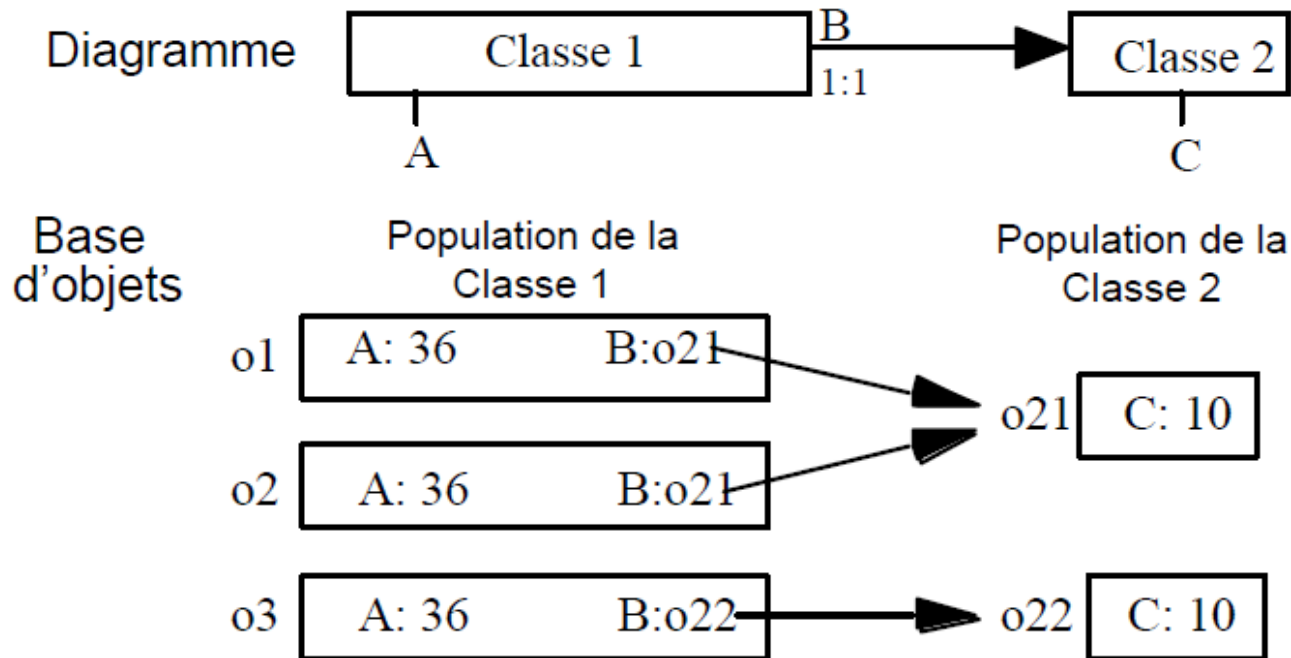 Diagramme
Classe 1
B
1:1
Classe 2
A
C
Base
d'objets
Population de la
Classe 1
Population de la
Classe 2
o1
A: 36 B:o21
o21
C: 10
o2
A: 36 B:o21
o3
A: 36 B:o22
o22
C: 10